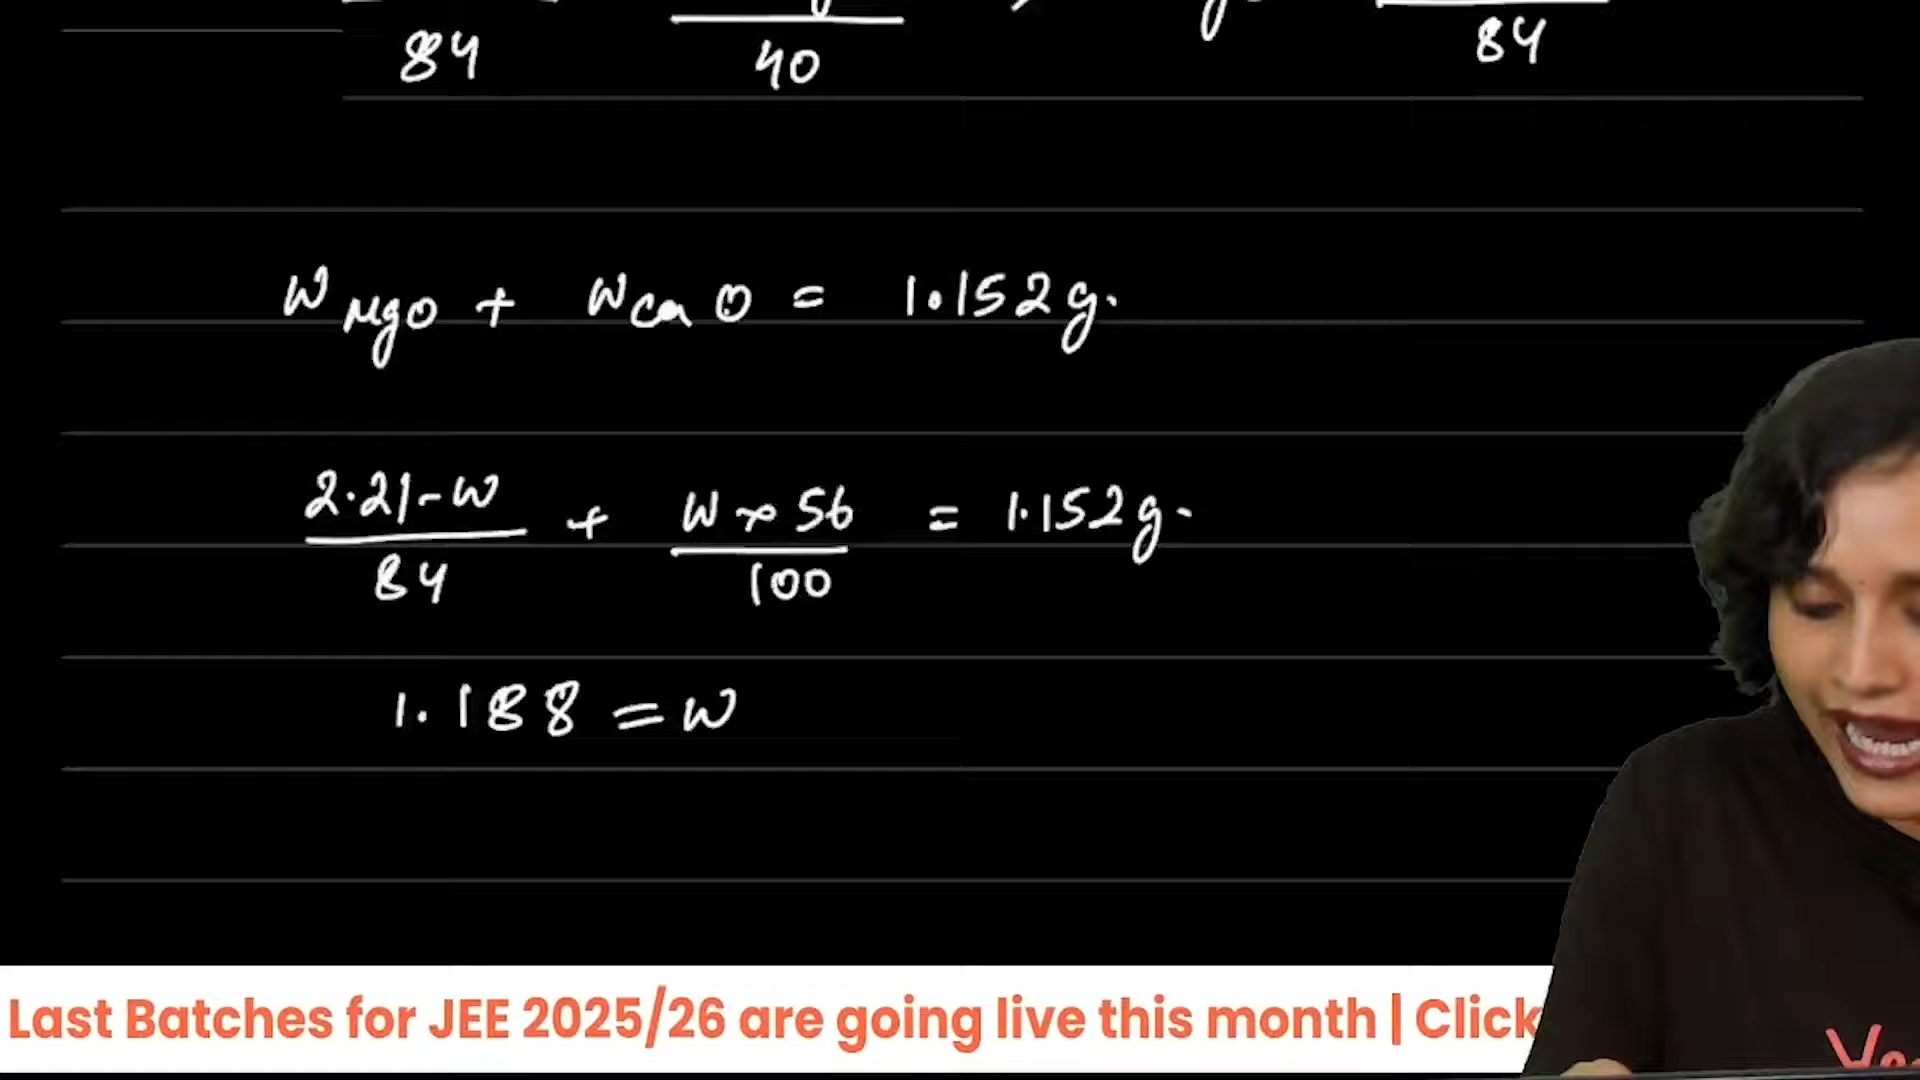 84 40 84
W MgO + W CaO = 1.152g.
2.21-W / 84 + W × 56 / 100 = 1.152g.
1.188 = W
Last Batches for JEE 2025/26 are going live this month | Click